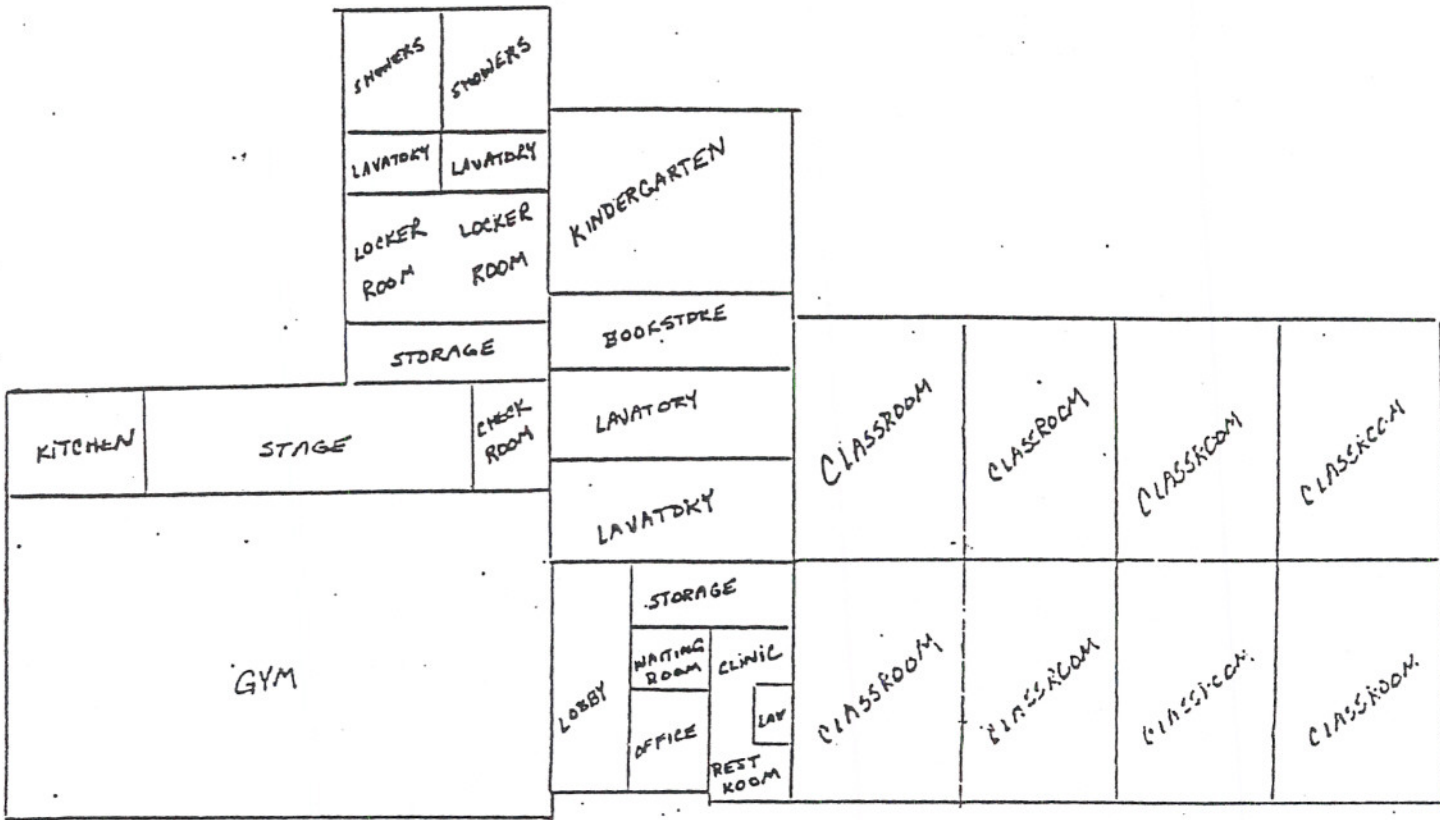 SHOWERS
SHOWERS
LAVATORY
LAVATORY
LOCKER
ROOM
LOCKER
ROOM
STORAGE
KINDERGARTEN
BOOKSTORE
LAVATORY
LAVATORY
KITCHEN
STAGE
CHECK
ROOM
GYM
LOBBY
STORAGE
WAITING
ROOM
OFFICE
CLINIC
LAV
REST
ROOM
CLASSROOM
CLASSROOM
CLASSROOM
CLASSROOM
CLASSROOM
CLASSROOM
CLASSROOM
CLASSROOM